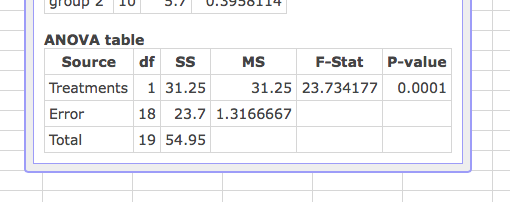 group 2 10 5.7 0.3958114
ANOVA table
Source df SS MS F-Stat P-value
Treatments 1 31.25 31.25 23.734177 0.0001
Error 18 23.7 1.3166667
Total 19 54.95